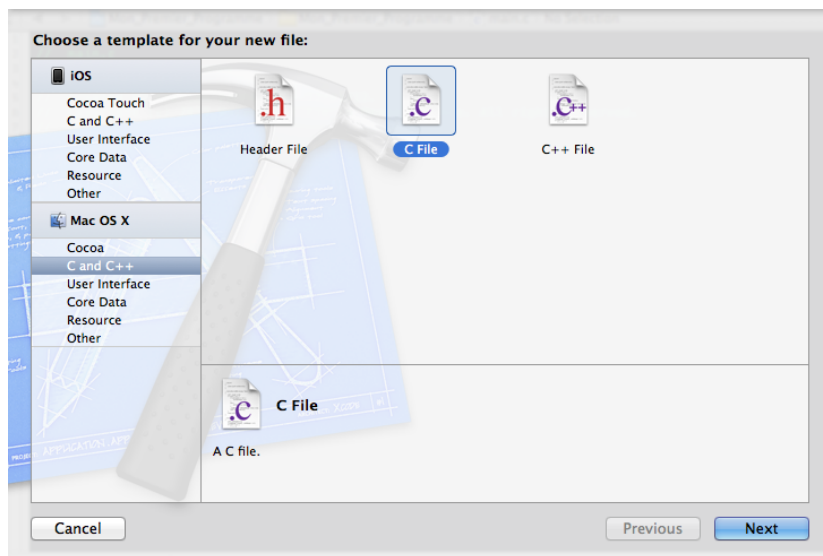 Choose a template for your new file:
iOS
Cocoa Touch
C and C++
User Interface
Core Data
Resource
Other
Mac OS X
Cocoa
C and C++
User Interface
Core Data
Resource
Other
.h
Header File
.c
C File
.c++
C++ File
.c
C File
A C file.
Cancel
Previous
Next